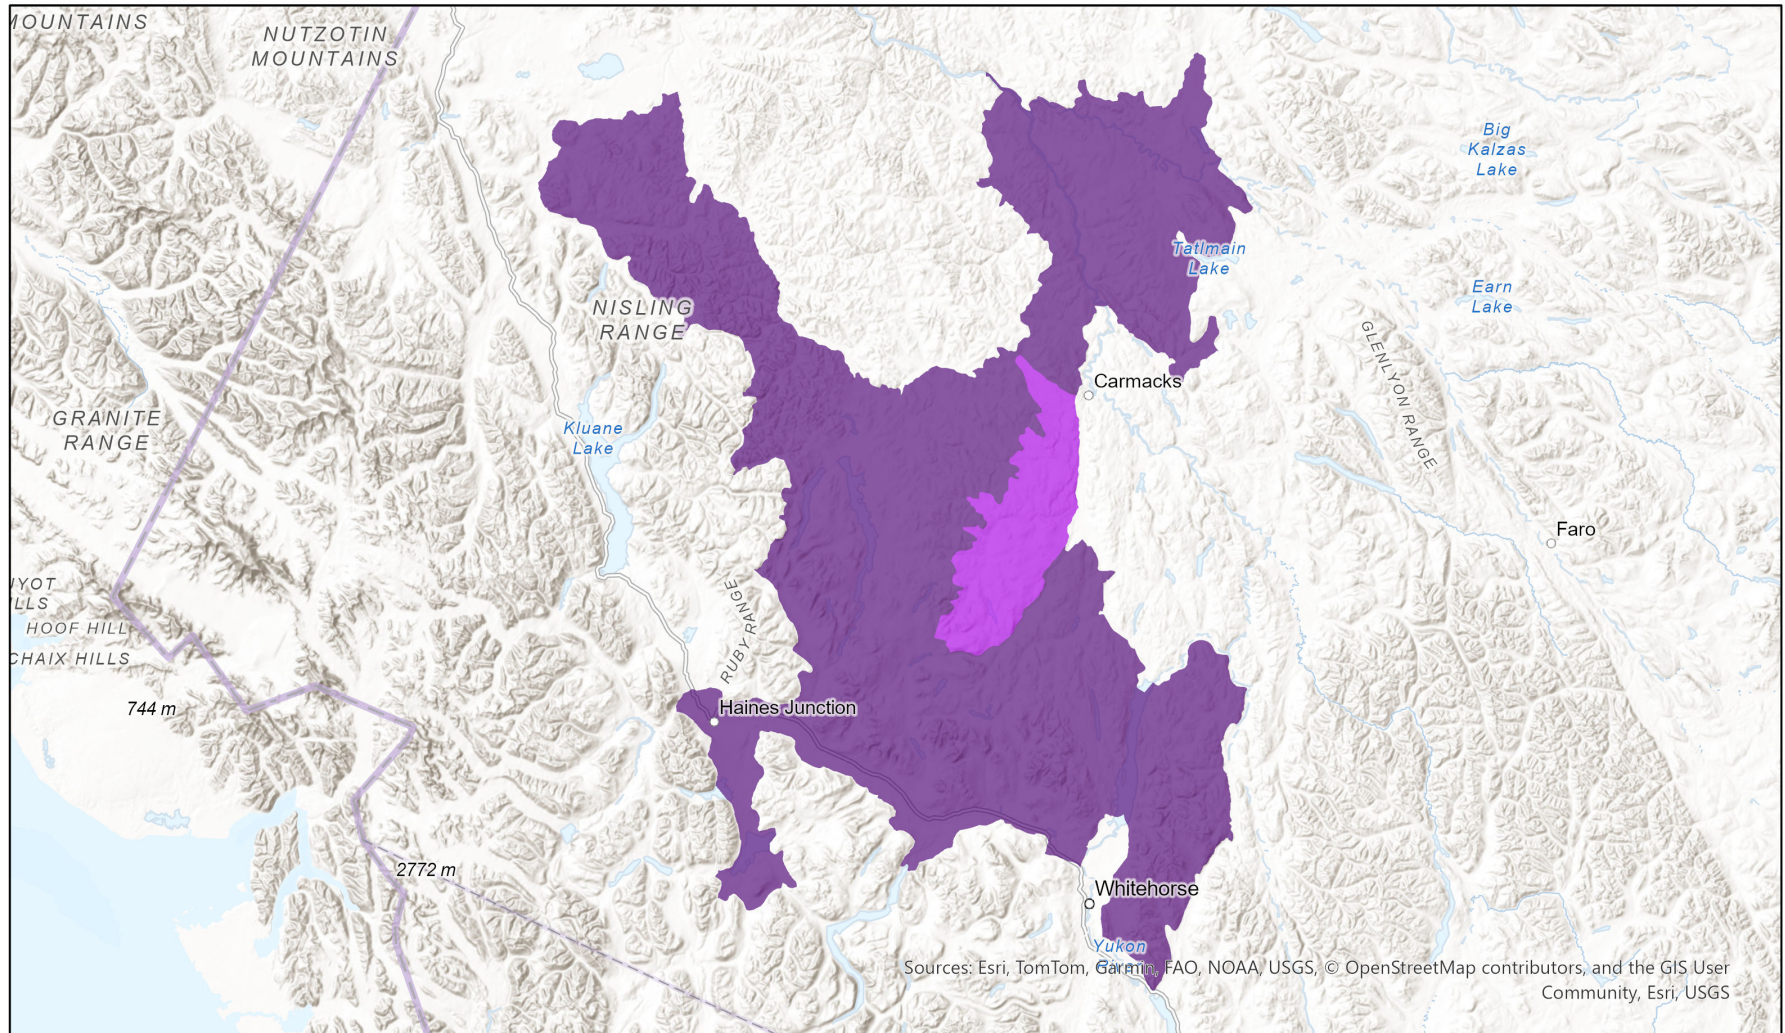 MOUNTAINS
NUTZOTIN
MOUNTAINS
Big
Kalzas
Lake
Tatlmain
Lake
Earn
Lake
NISLING
RANGE
GLENLYON RANGE
Carmacks
GRANITE
RANGE
Kluane
Lake
Faro
RUBY RANGE
HOOF HILL
CHAIX HILLS
744 m
Haines Junction
2772 m
Whitehorse
Yukon
Sources: Esri, TomTom, Garmin, FAO, NOAA, USGS, © OpenStreetMap contributors, and the GIS User
Community, Esri, USGS